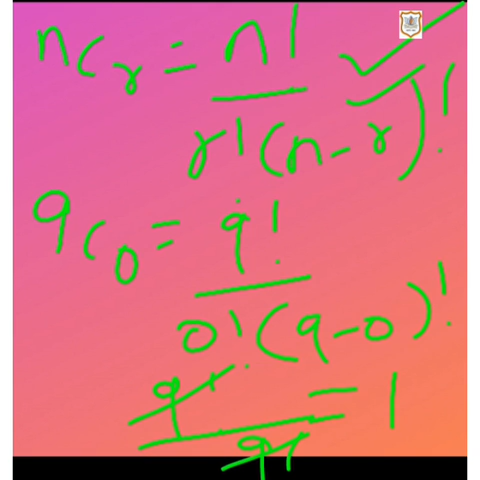 nCr = n!
r!(n-r)!
9C0 = 9!
0!(9-0)!
9! = 1
9!